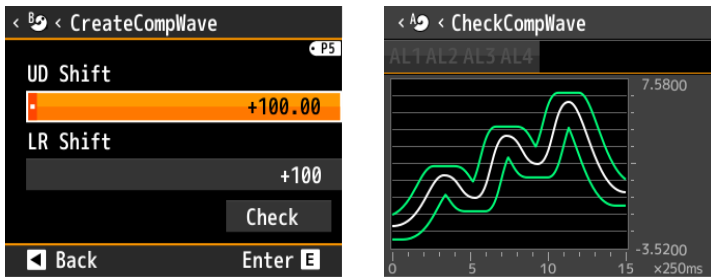 < B < CreateCompWave
P5
UD Shift
+100.00
LR Shift
+100
Check
Back Enter E
< A < CheckCompWave
AL1 AL2 AL3 AL4
7.5800
-3.5200
0 5 10 15 ×250ms